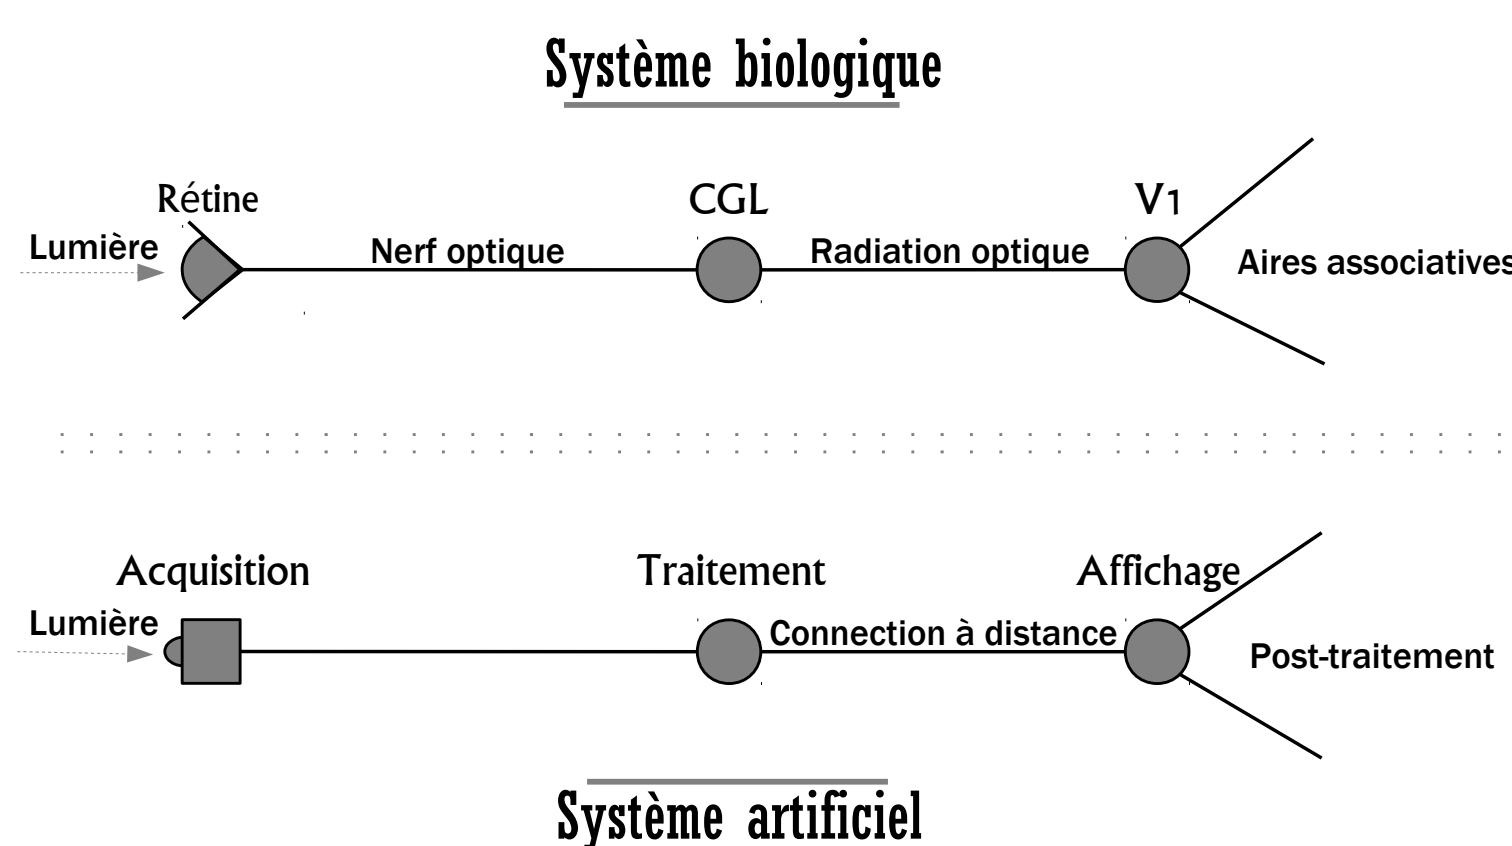 Système biologique
Rétine
CGL
V1
Lumière
Nerf optique
Radiation optique
Aires associatives
Acquisition
Traitement
Affichage
Lumière
Connection à distance
Post-traitement
Système artificiel